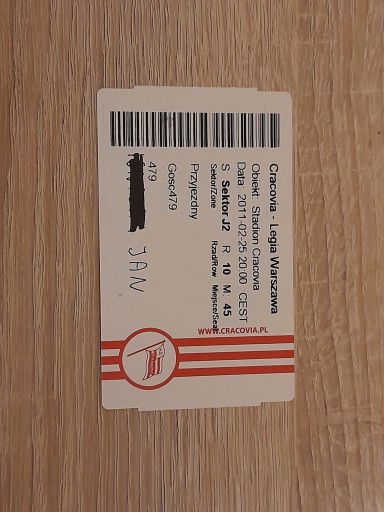 Cracovia - Legia Warszawa
Obiekt: Stadion Cracovia
Data: 2011-02-25 20:00 CEST
S: Sektor J2 R: 10 M: 45
Sektor/Zone Rzad/Row Miejsce/Seat
Przyjezdny
Gosc479
479
JAN
WWW.CRACOVIA.PL